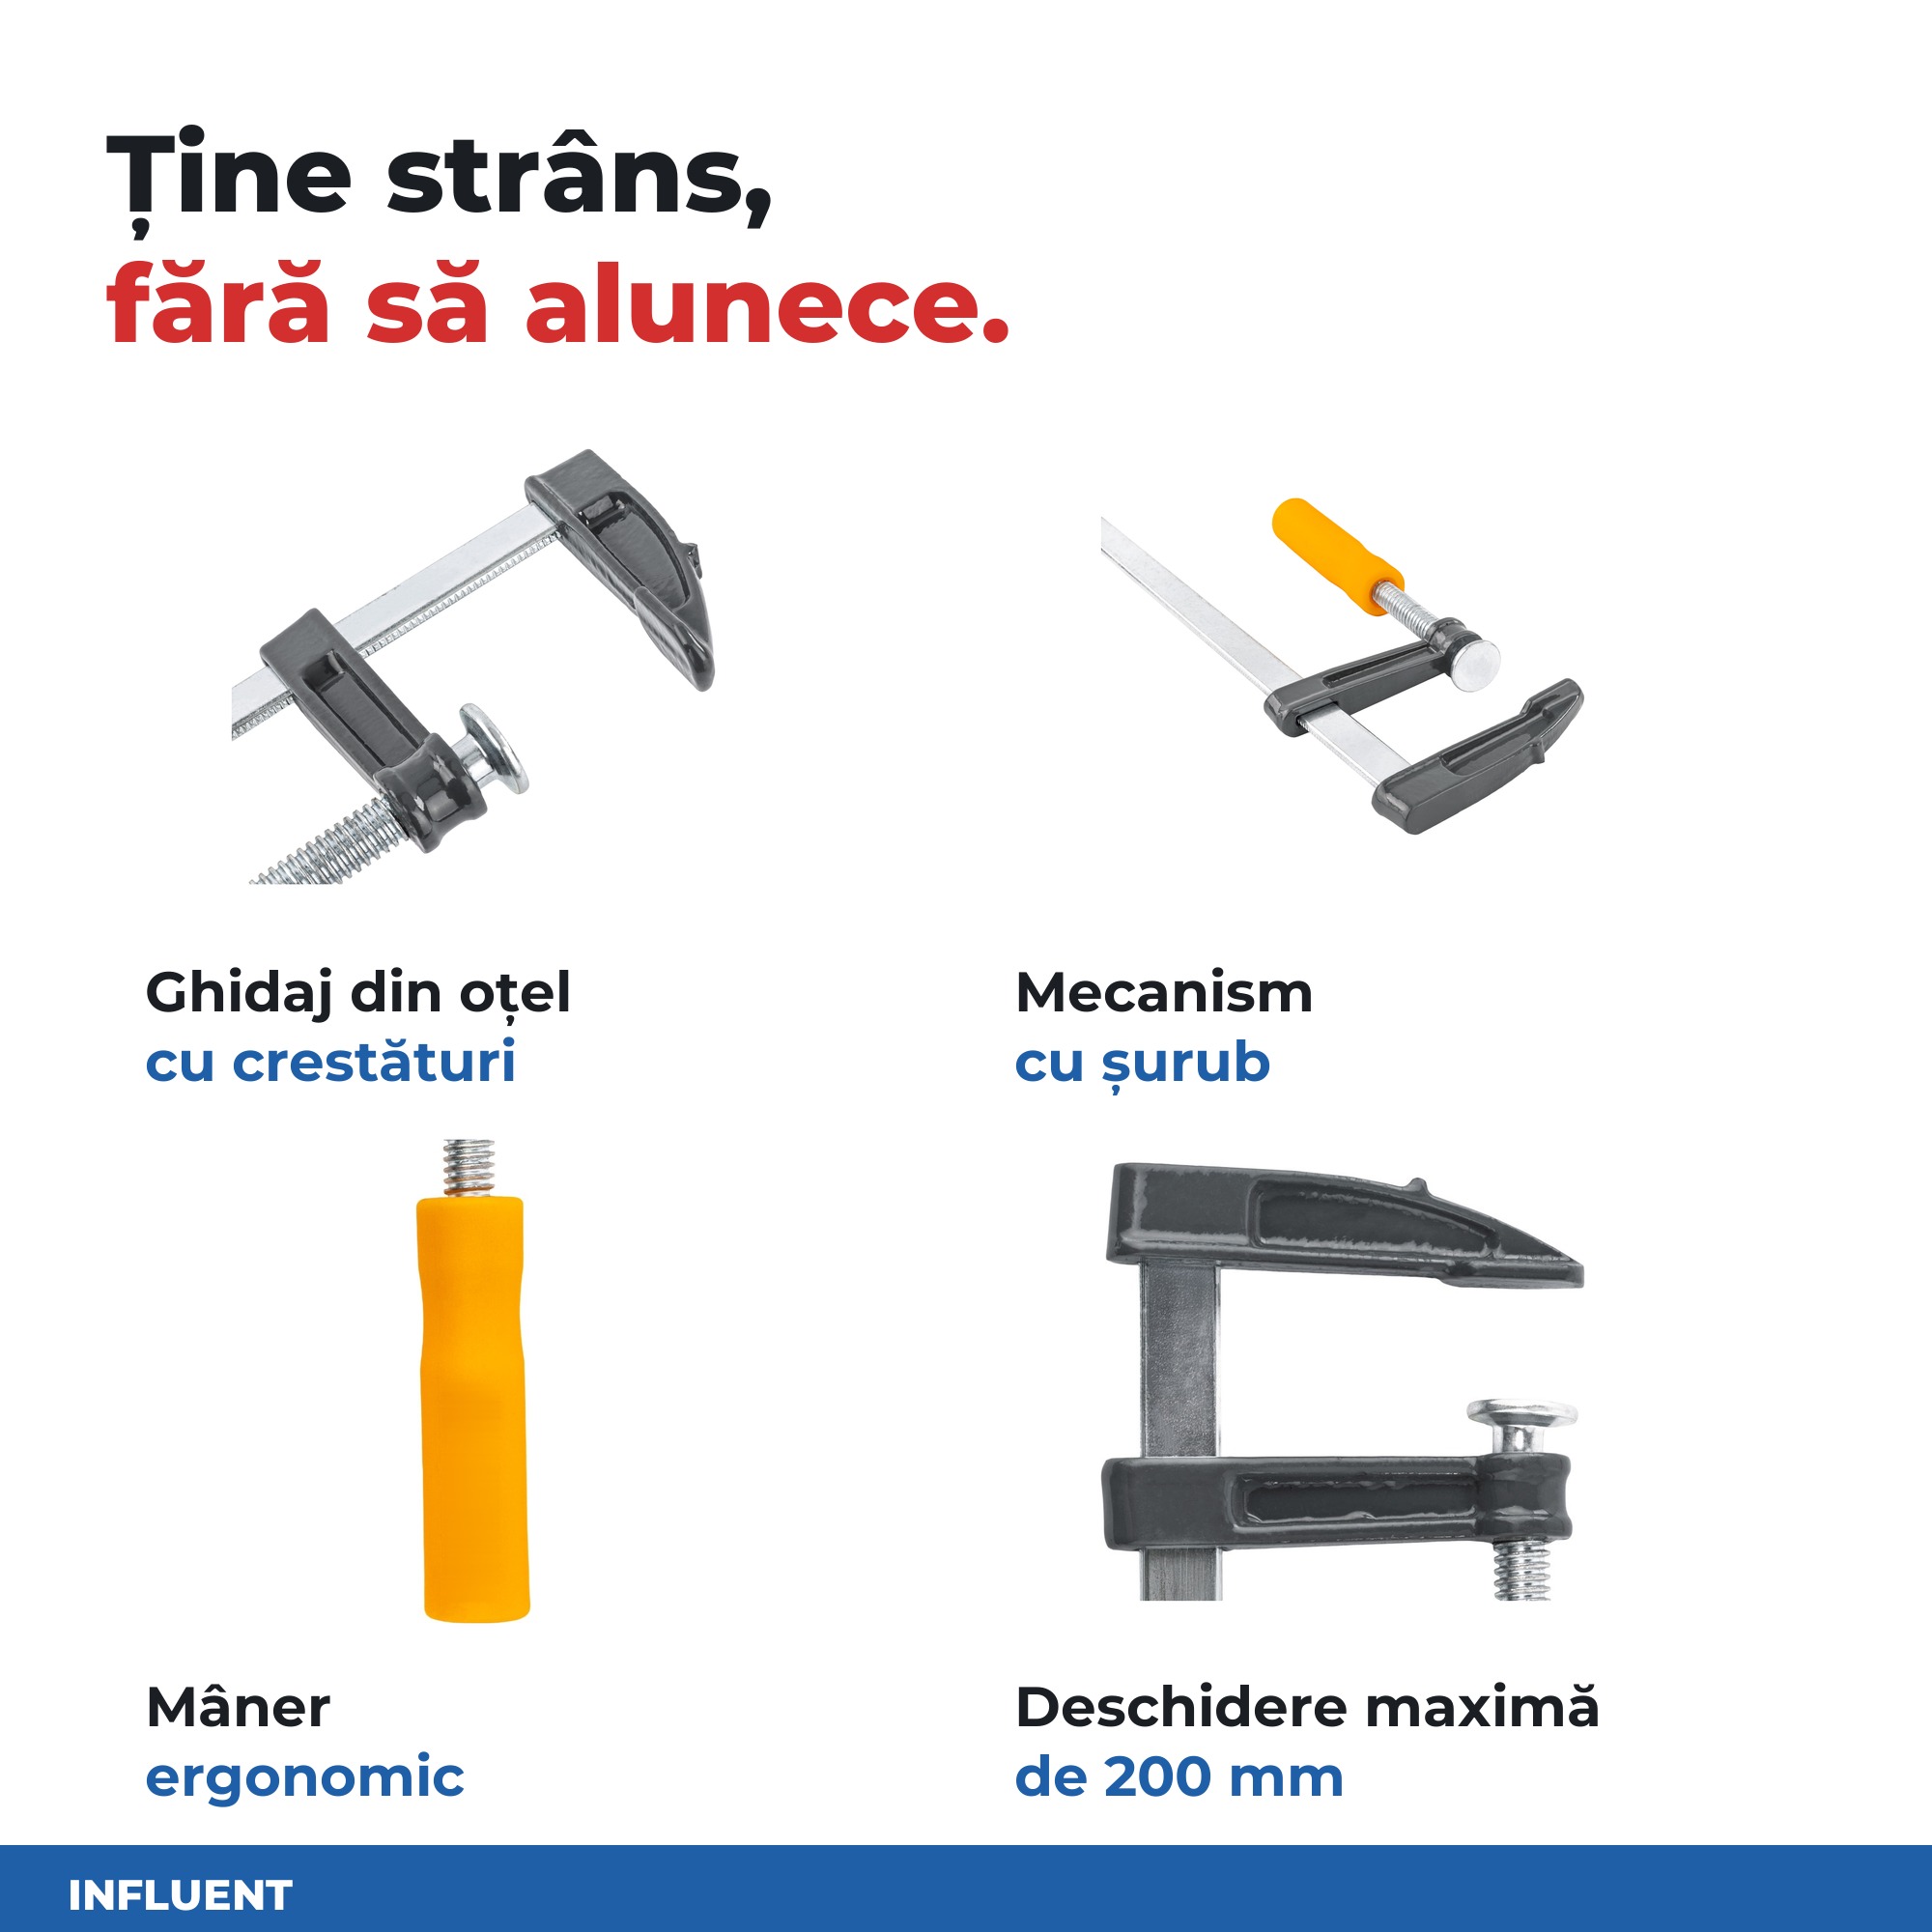 Ține strâns,
fără să alunece.
Ghidaj din oțel
cu crestături
Mecanism
cu șurub
Mâner
ergonomic
Deschidere maximă
de 200 mm
INFLUENT